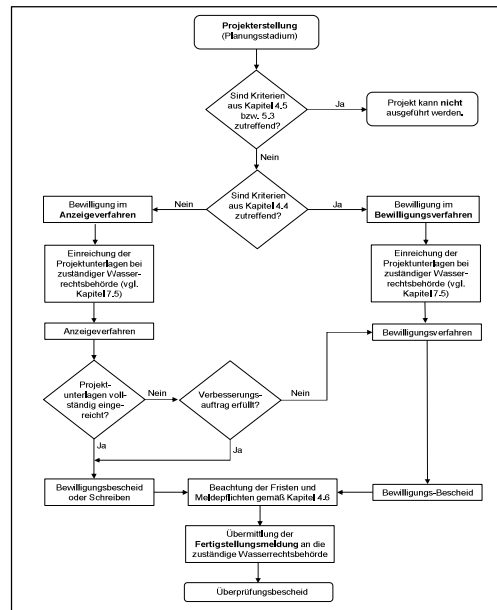 Projekterstellung
(Planungsstadium)
Sind Kriterien
aus Kapitel 4.5
bzw. 5.3
zutreffend?
Ja
Projekt kann nicht
ausgeführt werden.
Nein
Sind Kriterien
aus Kapitel 4.4
zutreffend?
Nein
Ja
Bewilligung im
Anzeigeverfahren
Bewilligung im
Bewilligungsverfahren
Einreichung der
Projektunterlagen bei
zuständiger Wasser-
rechtsbehörde (vgl.
Kapitel 7.5)
Einreichung der
Projektunterlagen bei
zuständiger Wasser-
rechtsbehörde (vgl.
Kapitel 7.5)
Anzeigeverfahren
Bewilligungsverfahren
Projekt-
unterlagen voll-
ständig einge-
reicht?
Nein
Verbesserungs-
auftrag erfüllt?
Nein
Ja
Ja
Bewilligungsbescheid
oder Schreiben
Beachtung der Fristen und
Meldepflichten gemäß Kapitel 4.6
Bewilligungs-Bescheid
Übermittlung der
Fertigstellungsmeldung an die
zuständige Wasserrechtsbehörde
Überprüfungsbescheid